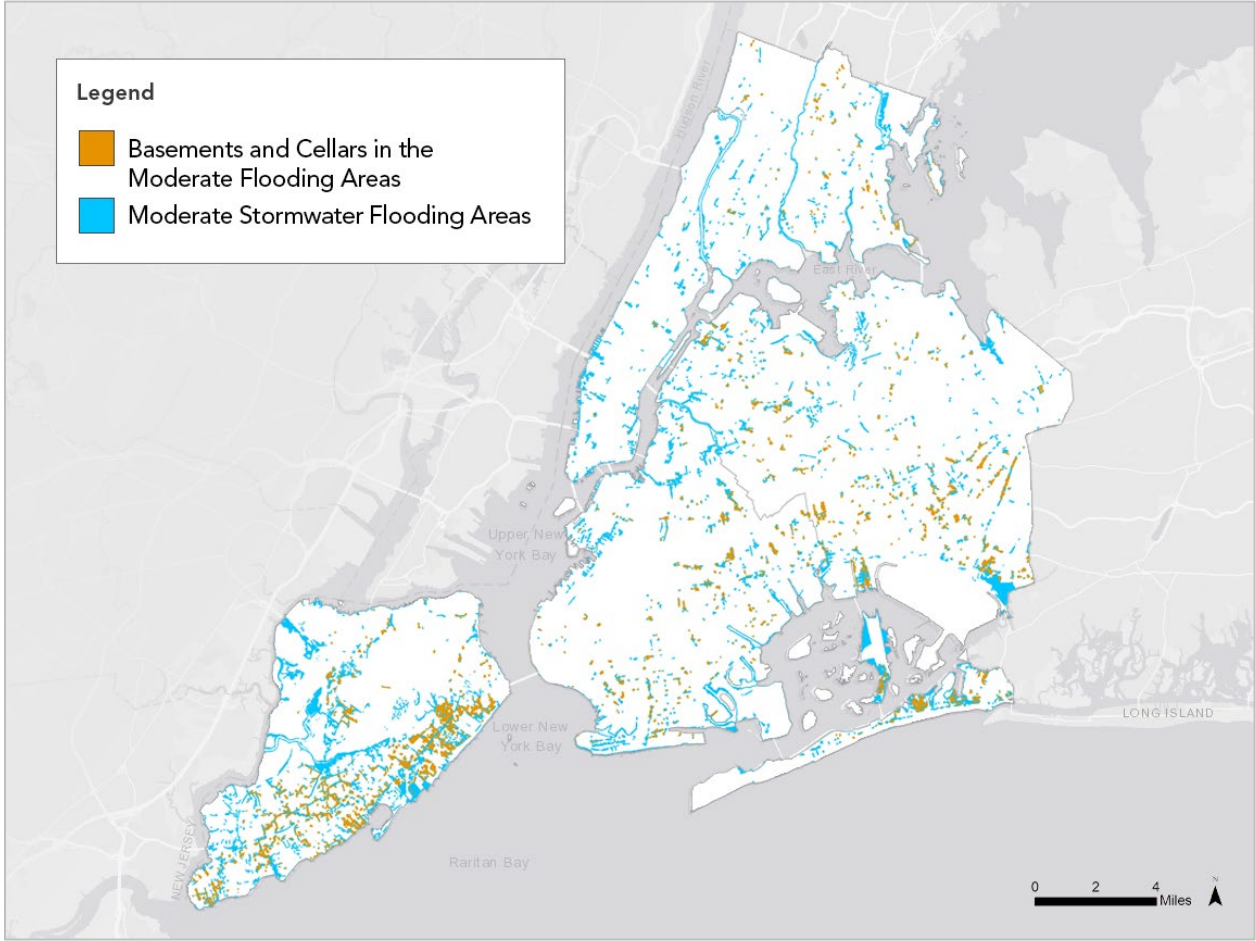 Legend
Basements and Cellars in the
Moderate Flooding Areas
Moderate Stormwater Flooding Areas
Hudson River
East River
Upper New
York Bay
LONG ISLAND
Lower New
York Bay
NEW JERSEY
Raritan Bay
0 2 4
Miles
N